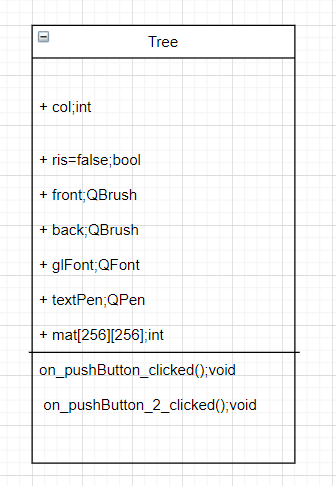 Tree
+ col;int
+ ris=false;bool
+ front;QBrush
+ back;QBrush
+ glFont;QFont
+ textPen;QPen
+ mat[256][256];int
on_pushButton_clicked();void
on_pushButton_2_clicked();void